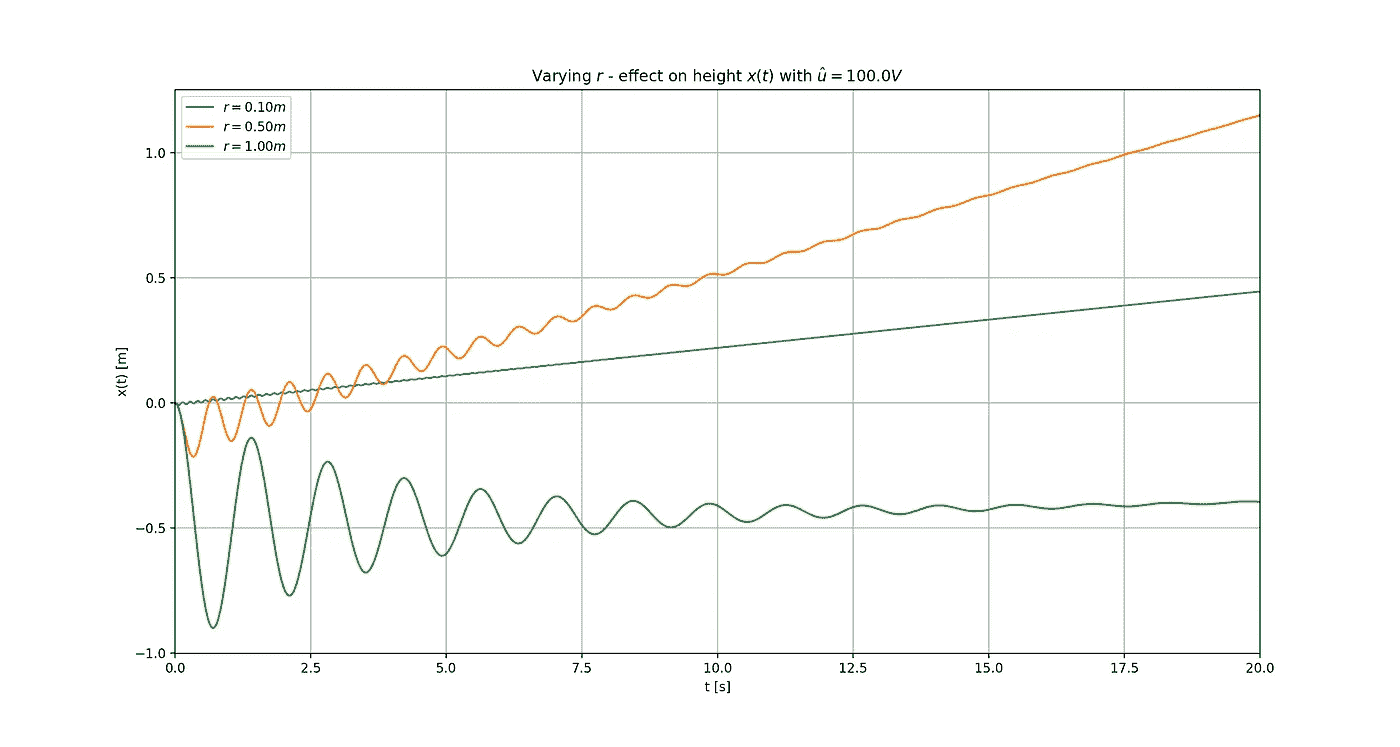 Varying r - effect on height x(t) with û = 100.0V
r = 0.10m
r = 0.50m
r = 1.00m
1.0
0.5
0.0
−0.5
−1.0
x(t) [m]
0.0 2.5 5.0 7.5 10.0 12.5 15.0 17.5 20.0
t [s]